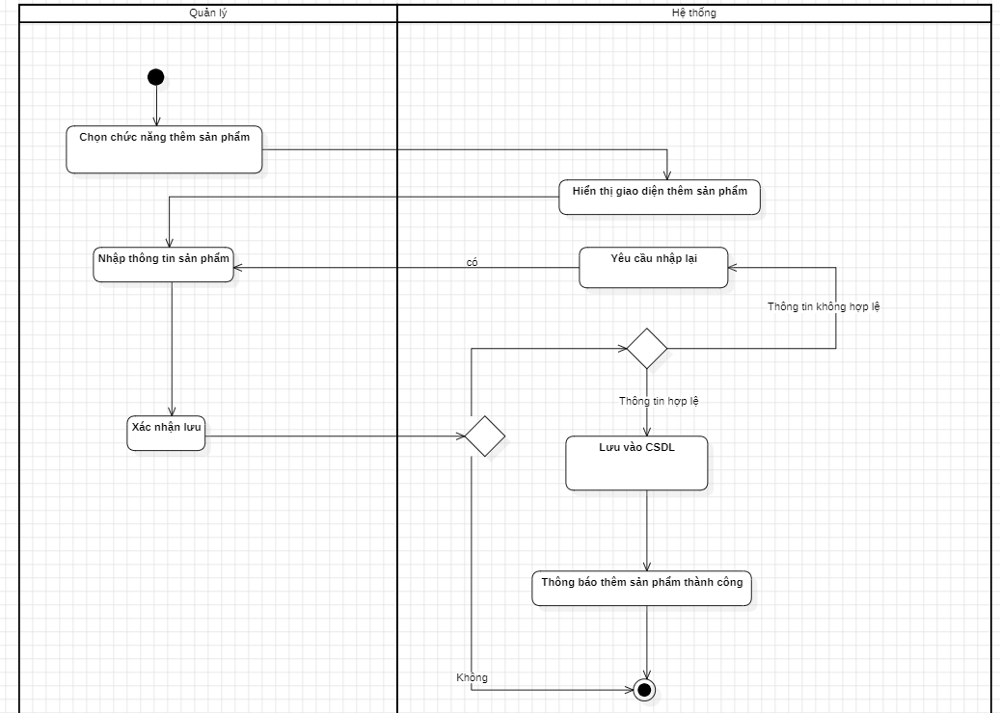 Quản lý
Hệ thống
Chọn chức năng thêm sản phẩm
Hiển thị giao diện thêm sản phẩm
Nhập thông tin sản phẩm
có
Yêu cầu nhập lại
Thông tin không hợp lệ
Thông tin hợp lệ
Xác nhận lưu
Lưu vào CSDL
Thông báo thêm sản phẩm thành công
Không